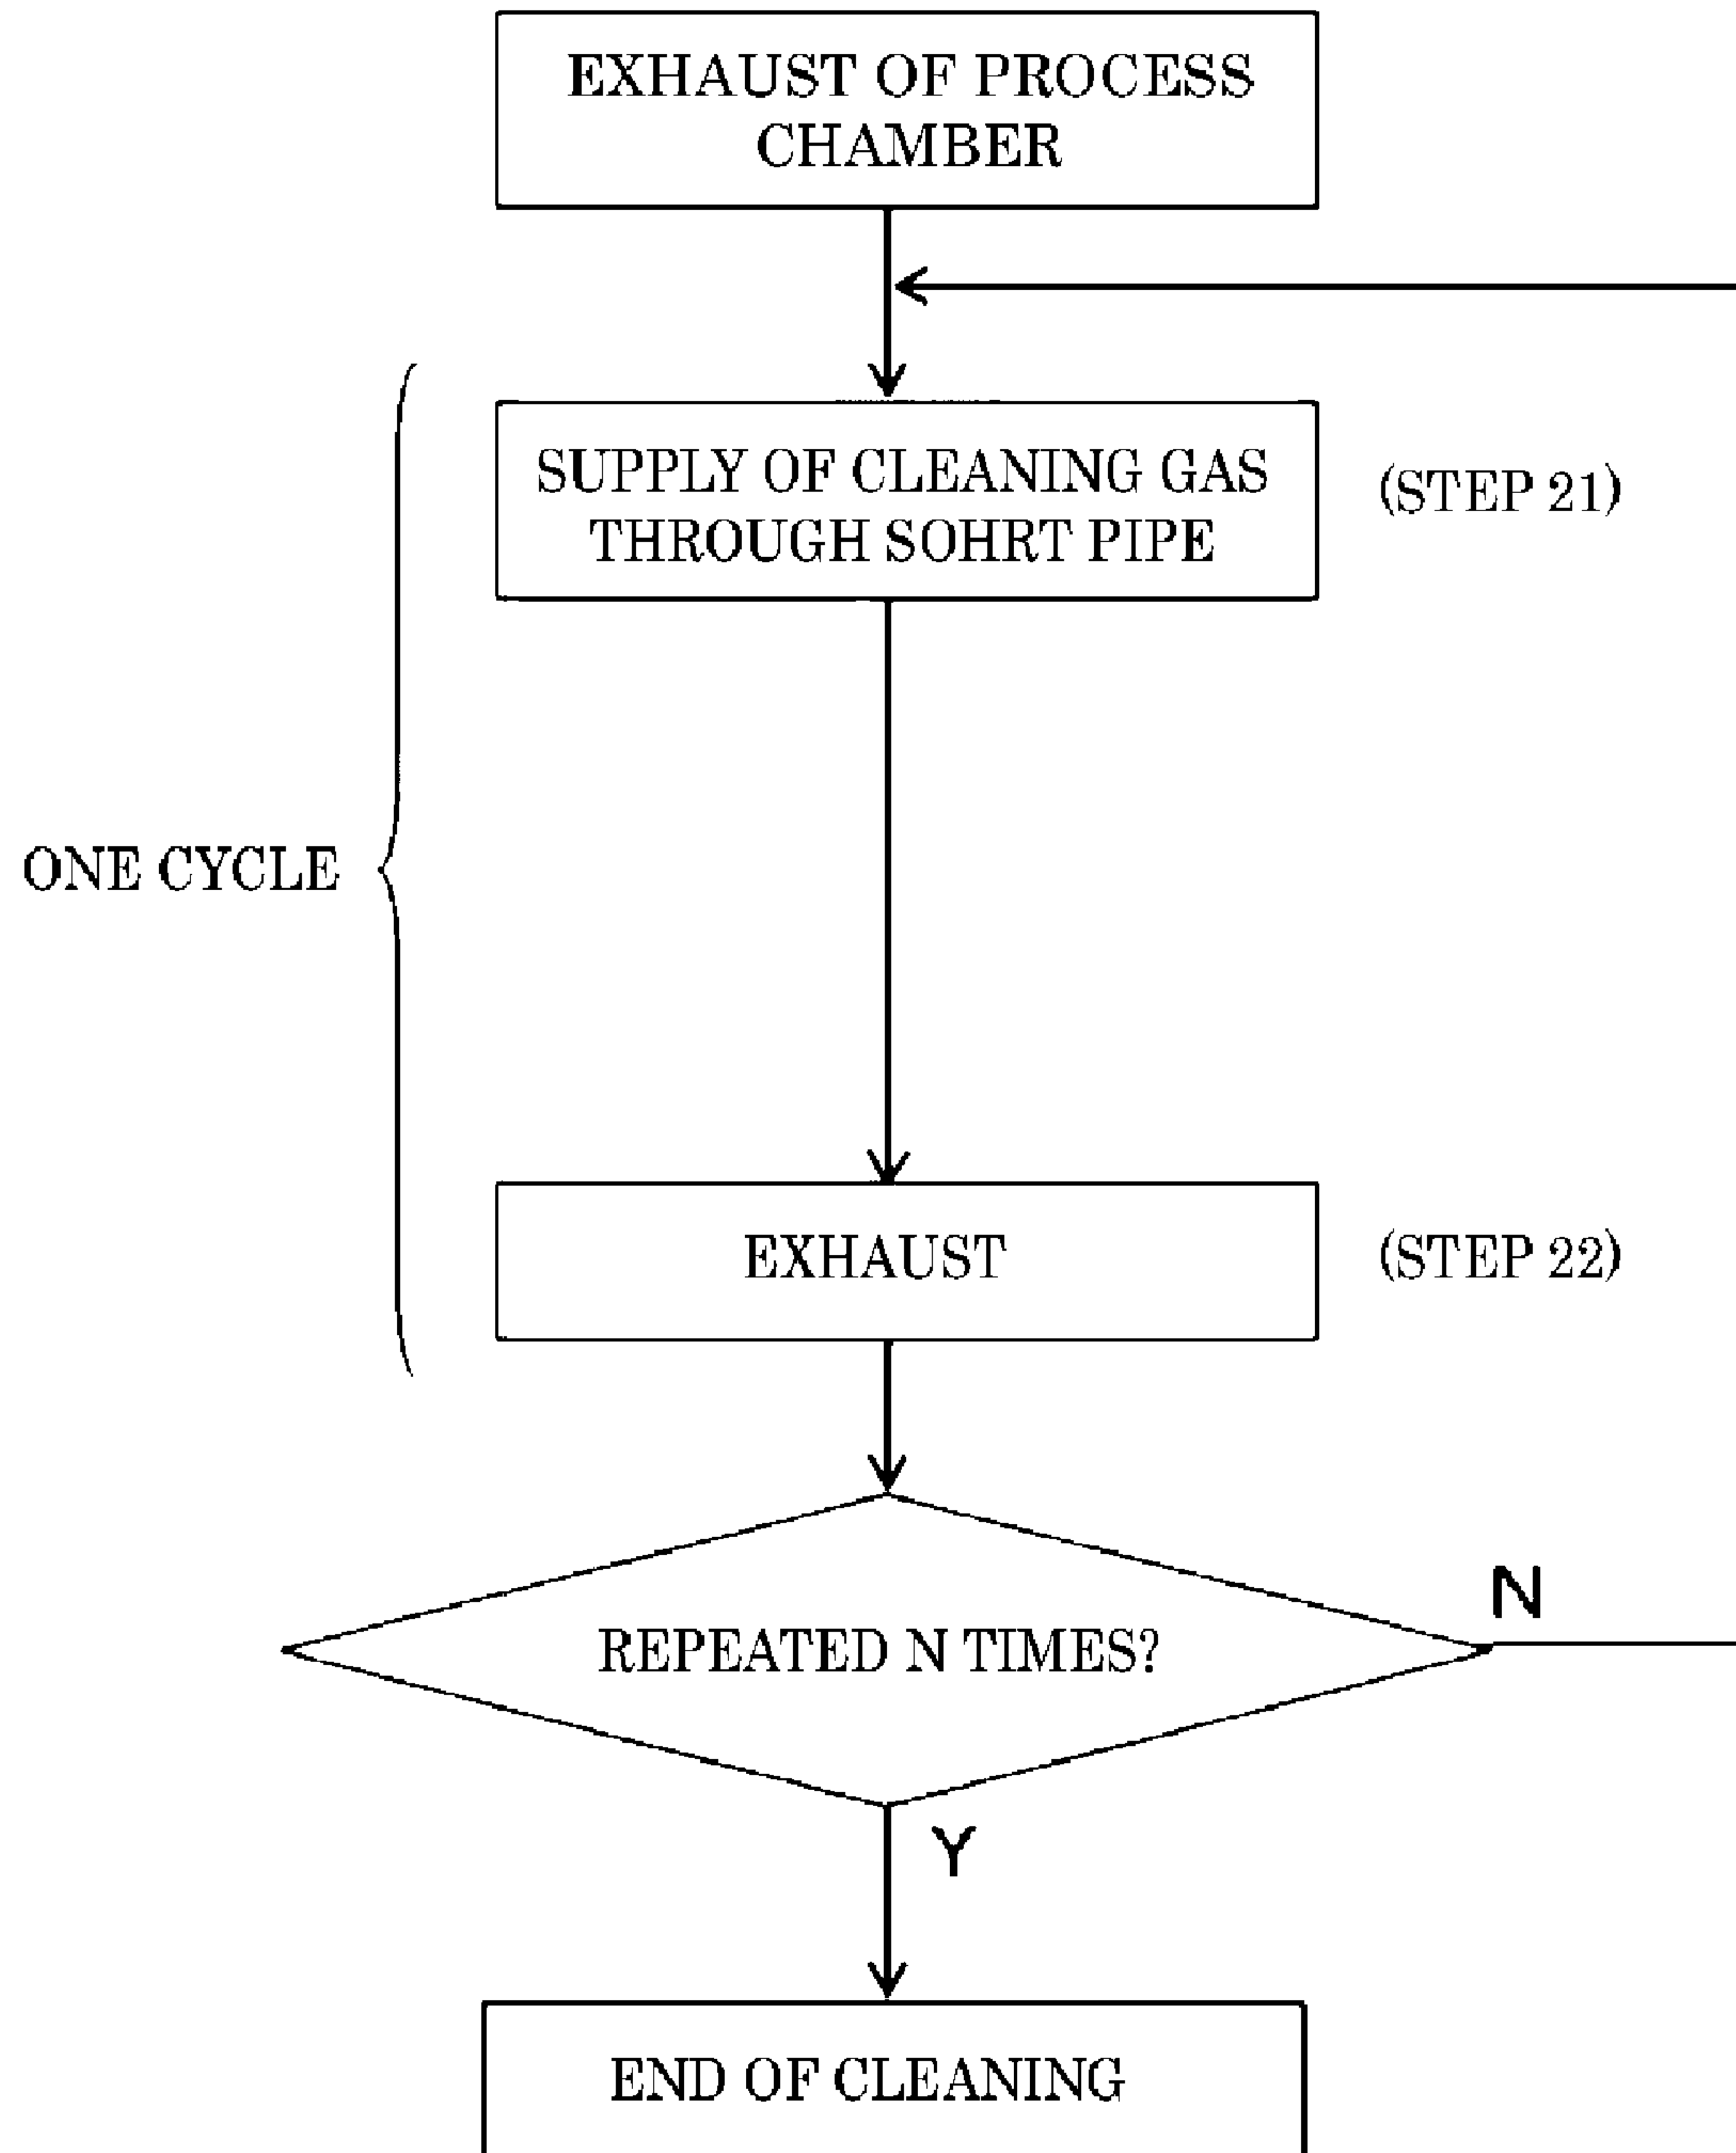 EXHAUST OF PROCESS
CHAMBER
SUPPLY OF CLEANING GAS
THROUGH SOHRT PIPE
(STEP 21)
ONE CYCLE
EXHAUST
(STEP 22)
REPEATED N TIMES?
N
Y
END OF CLEANING